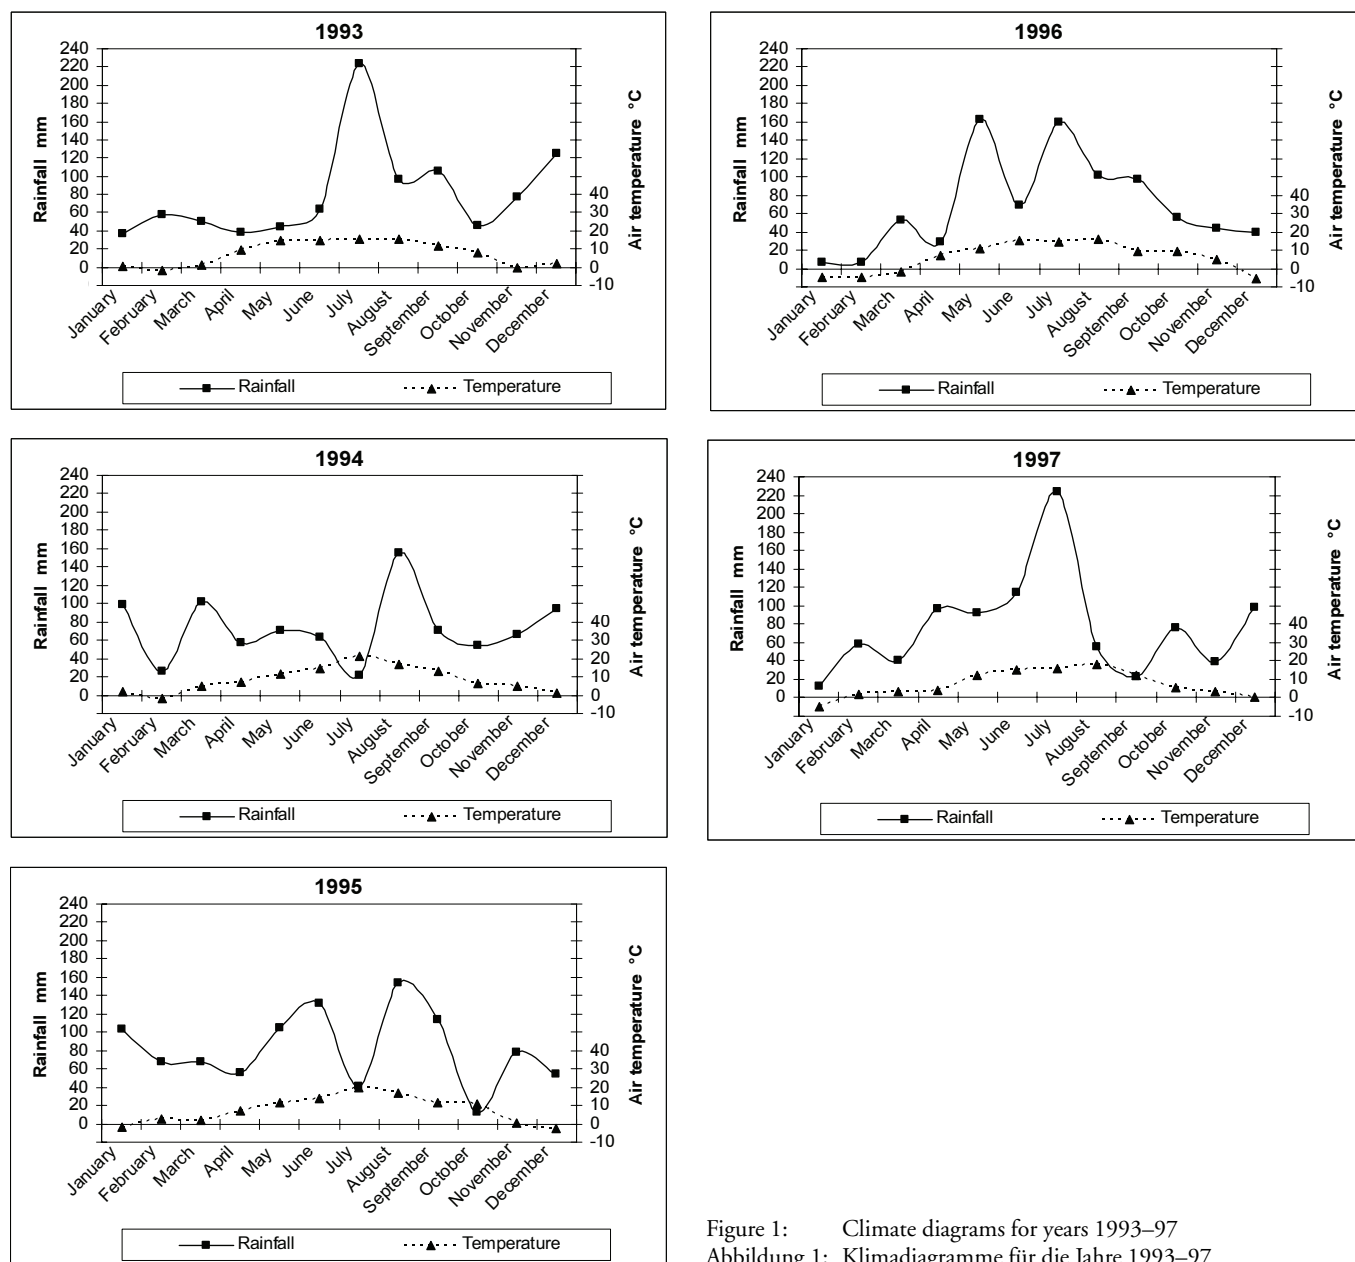 1993
240
220
200
180
160
140
120
100
80
60
40
20
0
Rainfall mm
40
30
20
10
0
-10
Air temperature °C
January
February
March
April
May
June
July
August
September
October
November
December
Rainfall Temperature
1996
240
220
200
180
160
140
120
100
80
60
40
20
0
Rainfall mm
40
30
20
10
0
-10
Air temperature °C
January
February
March
April
May
June
July
August
September
October
November
December
Rainfall Temperature
1994
240
220
200
180
160
140
120
100
80
60
40
20
0
Rainfall mm
40
30
20
10
0
-10
Air temperature °C
January
February
March
April
May
June
July
August
September
October
November
December
Rainfall Temperature
1997
240
220
200
180
160
140
120
100
80
60
40
20
0
Rainfall mm
40
30
20
10
0
-10
Air temperature °C
January
February
March
April
May
June
July
August
September
October
November
December
Rainfall Temperature
1995
240
220
200
180
160
140
120
100
80
60
40
20
0
Rainfall mm
40
30
20
10
0
-10
Air temperature °C
January
February
March
April
May
June
July
August
September
October
November
December
Rainfall Temperature
Figure 1: Climate diagrams for years 1993–97
Abbildung 1: Klimadiagramme für die Jahre 1993–97